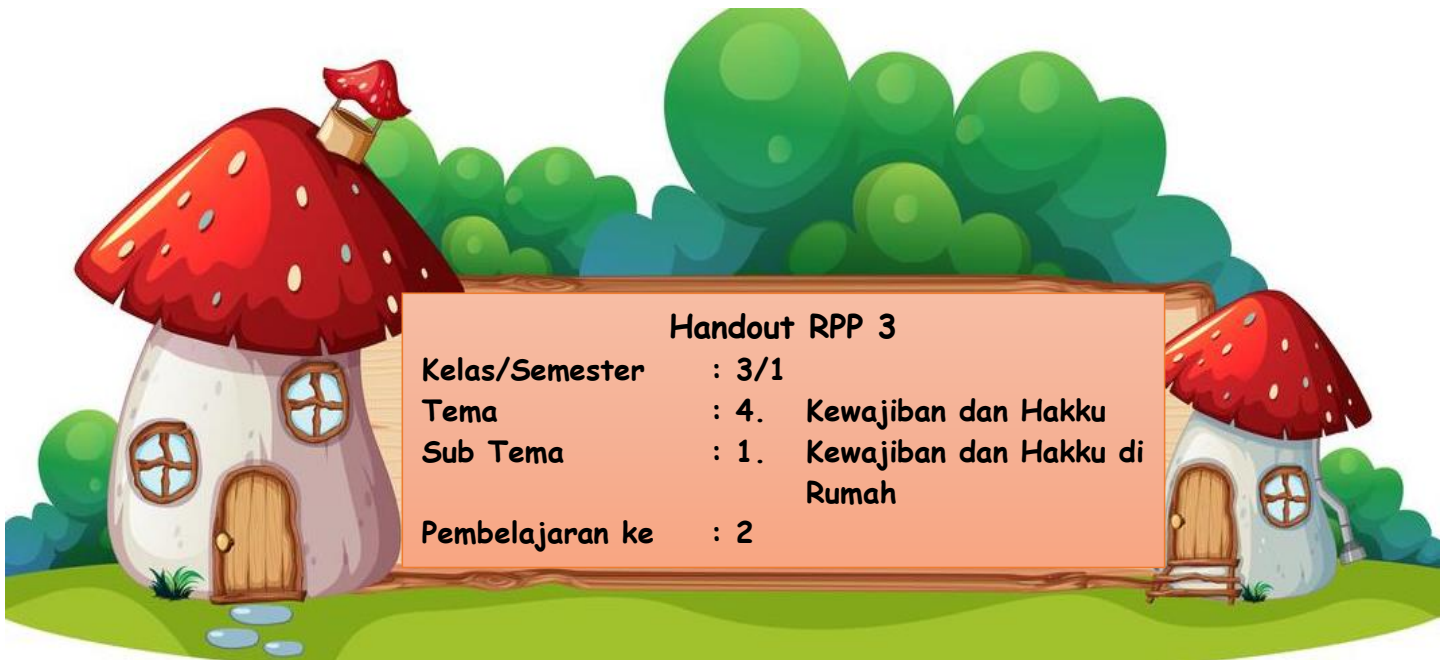 Handout RPP 3
Kelas/Semester : 3/1
Tema : 4. Kewajiban dan Hakku
Sub Tema : 1. Kewajiban dan Hakku di
Rumah
Pembelajaran ke : 2